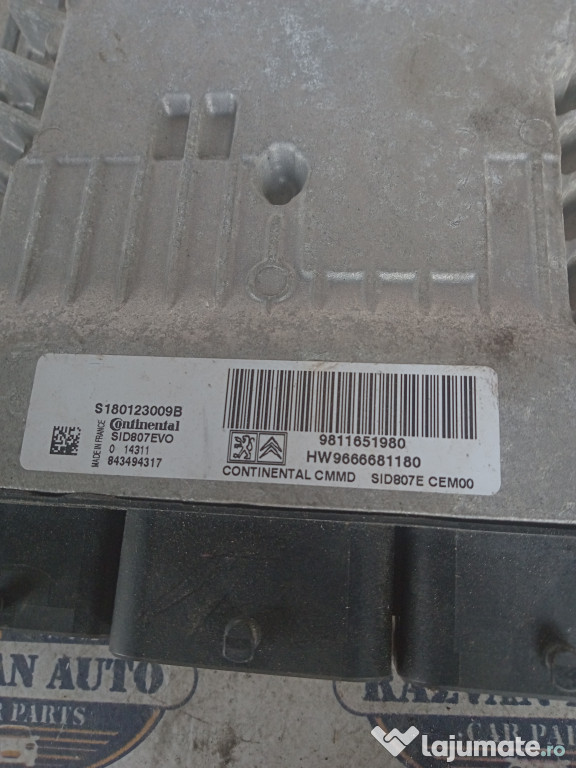 S180123009B
Continental
SID807EVO
0 14311
843494317
MADE IN FRANCE
9811651980
HW9666681180
CONTINENTAL CMMD SID807E CEM00
AN AUTO
R PARTS
CAR PARTS
lajumate.ro